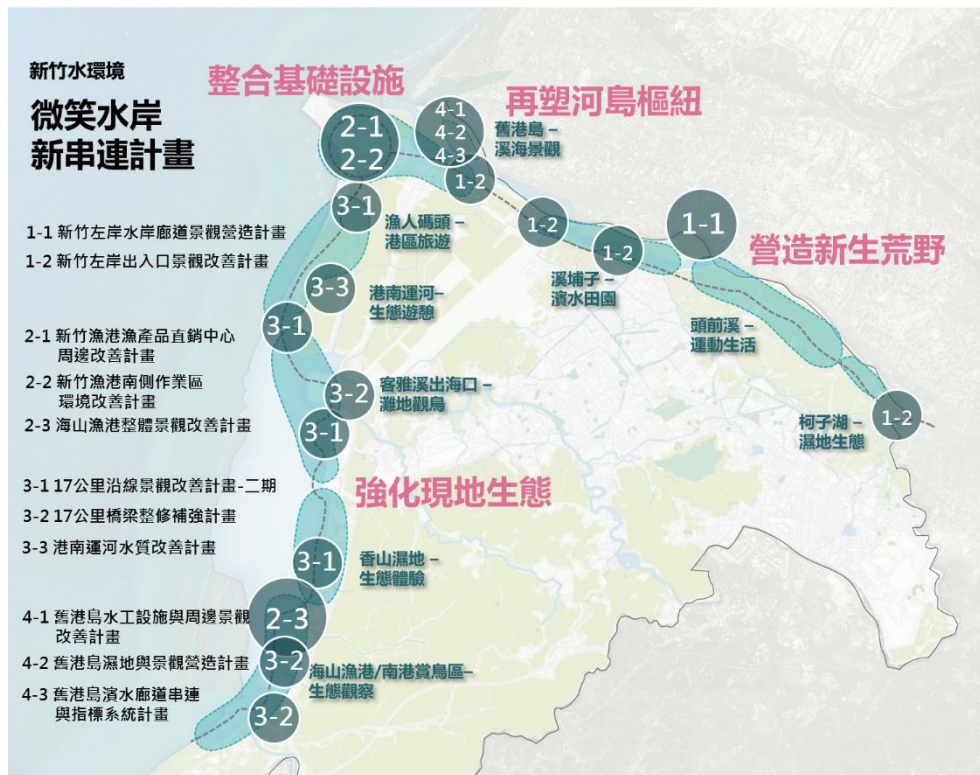 新竹水環境
微笑水岸
新串連計畫
1-1 新竹左岸水岸廊道景觀營造計畫
1-2 新竹左岸出入口景觀改善計畫
2-1 新竹漁港漁產品直銷中心
周邊改善計畫
2-2 新竹漁港南側作業區
環境改善計畫
2-3 海山漁港整體景觀改善計畫
3-1 17公里沿線景觀改善計畫-二期
3-2 17公里橋梁整修補強計畫
3-3 港南運河水質改善計畫
4-1 舊港島水工設施與周邊景觀
改善計畫
4-2 舊港島濕地與景觀營造計畫
4-3 舊港島濱水廊道串連
與指標系統計畫
整合基礎設施
2-1
2-2
再塑河島樞紐
4-1
4-2
4-3
舊港島–
溪海景觀
1-2
1-2
1-2
溪埔子–
濱水田園
1-1
營造新生荒野
頭前溪–
運動生活
1-2
柯子湖–
濕地生態
3-1
漁人碼頭–
港區旅遊
3-3
港南運河–
生態遊憩
3-1
3-2
客雅溪出海口–
灘地觀鳥
3-1
強化現地生態
3-1
香山濕地–
生態體驗
2-3
3-2
海山漁港/南港賞鳥區–
生態觀察
3-2